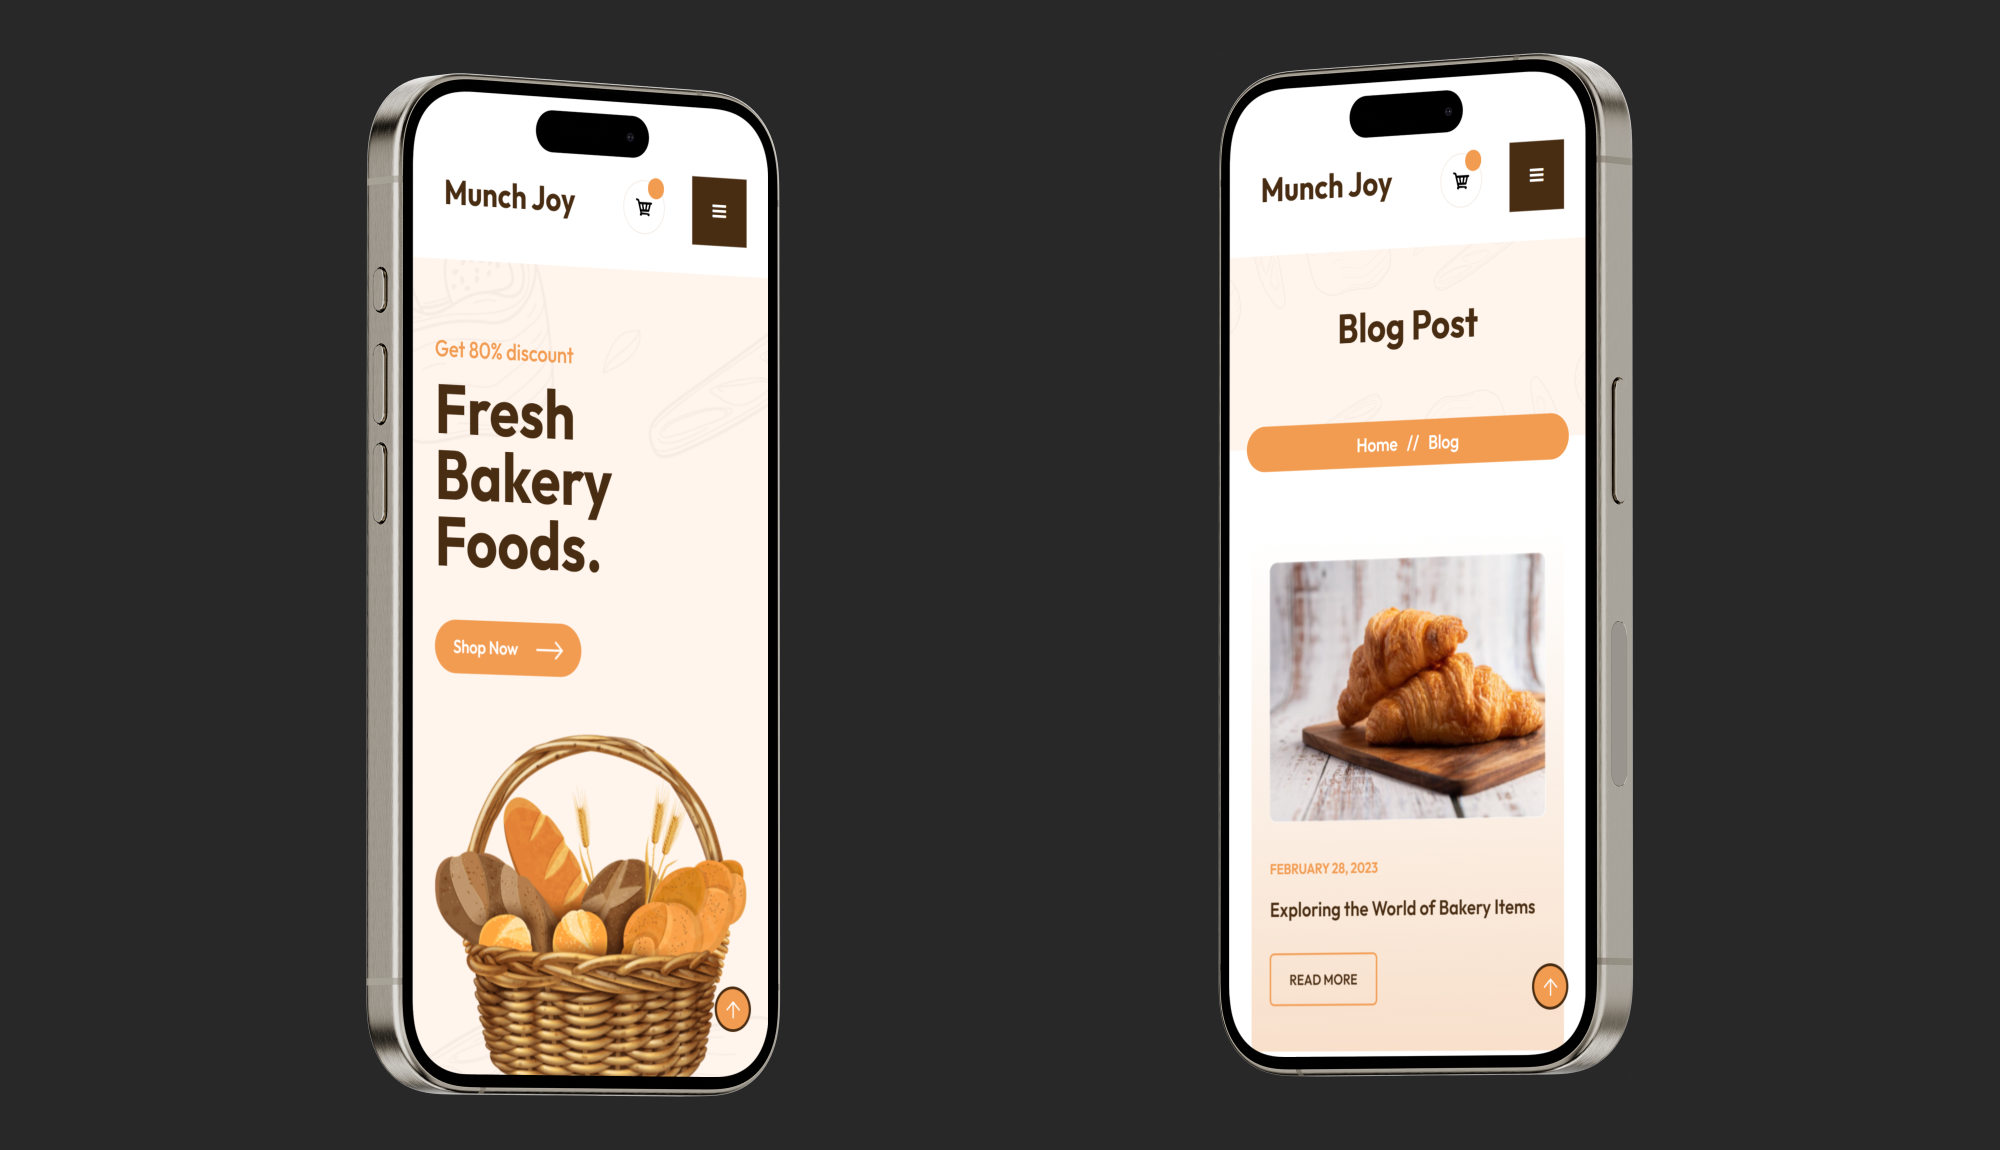 Munch Joy
Get 80% discount
Fresh
Bakery
Foods.
Shop Now
Munch Joy
Blog Post
Home // Blog
FEBRUARY 28, 2023
Exploring the World of Bakery Items
READ MORE